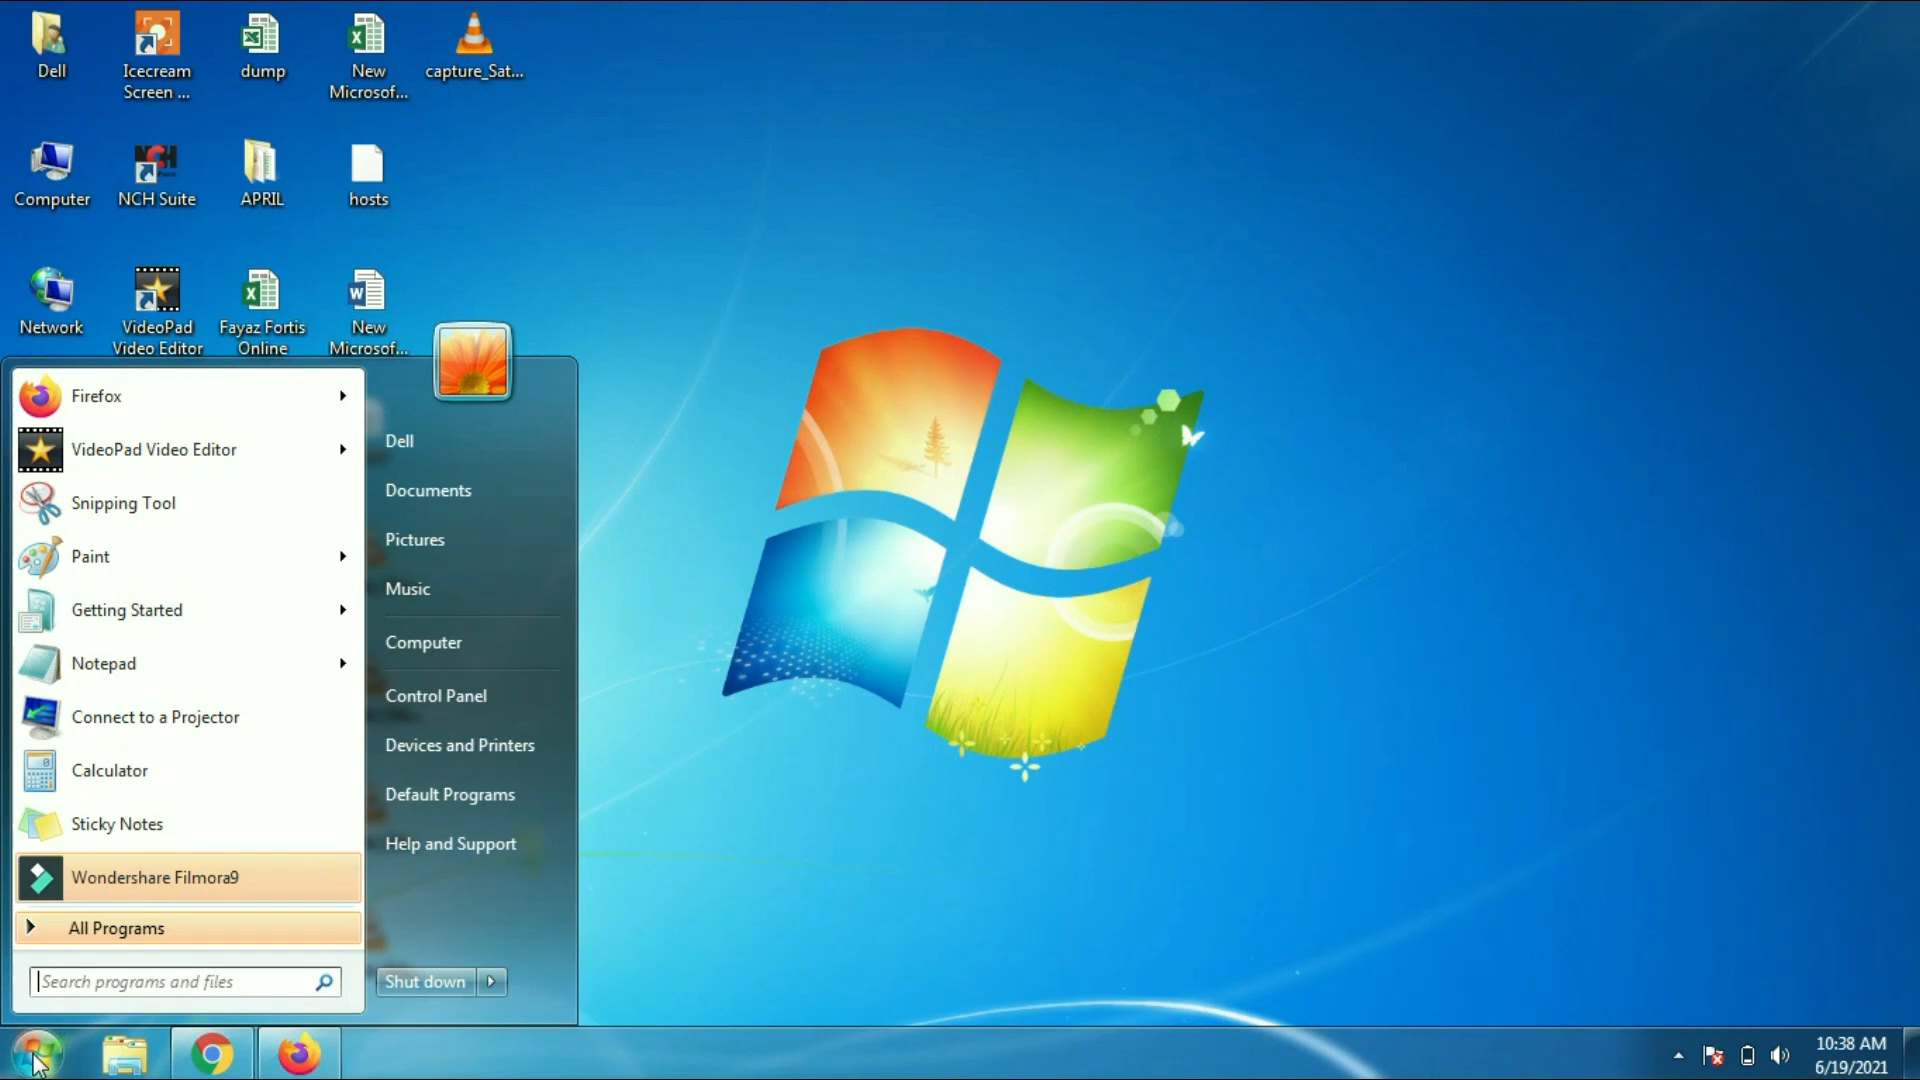 Dell
Icecream
Screen ...
dump
New
Microsof...
capture_Sat...
Computer
NCH Suite
APRIL
hosts
Network
VideoPad
Video Editor
Fayaz Fortis
Online
New
Microsof...
Firefox
VideoPad Video Editor
Snipping Tool
Paint
Getting Started
Notepad
Connect to a Projector
Calculator
Sticky Notes
Wondershare Filmora9
All Programs
Search programs and files
Dell
Documents
Pictures
Music
Computer
Control Panel
Devices and Printers
Default Programs
Help and Support
Shut down
10:38 AM
6/19/2021